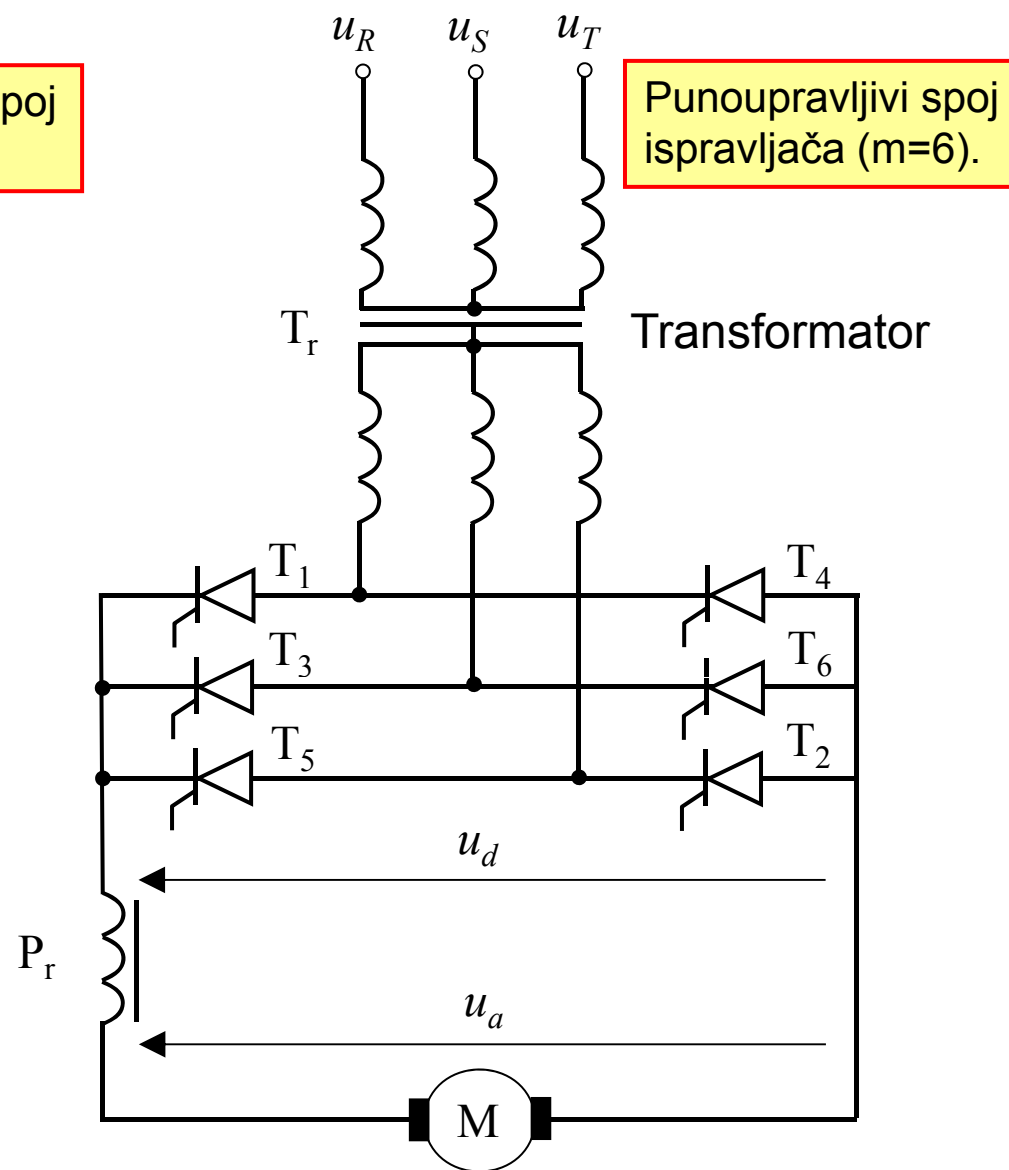 u_R u_S u_T
poj
Punoupravljivi spoj
ispravljača (m=6).
T_r Transformator
T_1 T_4
T_3 T_6
T_5 T_2
u_d
P_r
u_a
M